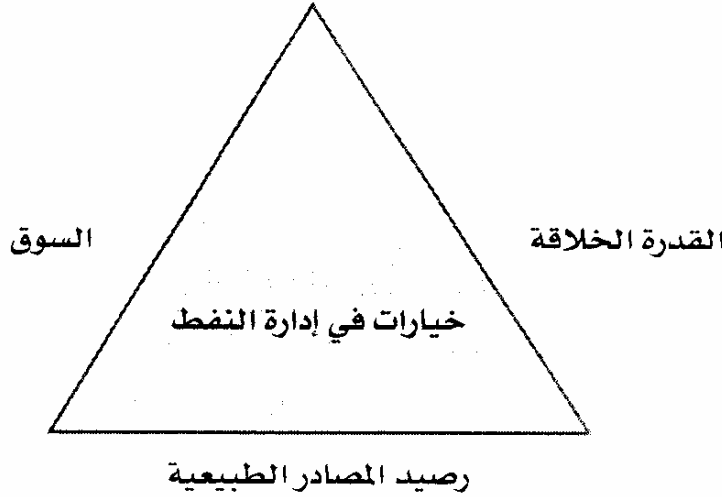 القدرة الخلاقة
السوق
خيارات في إدارة النفط
رصيد المصادر الطبيعية